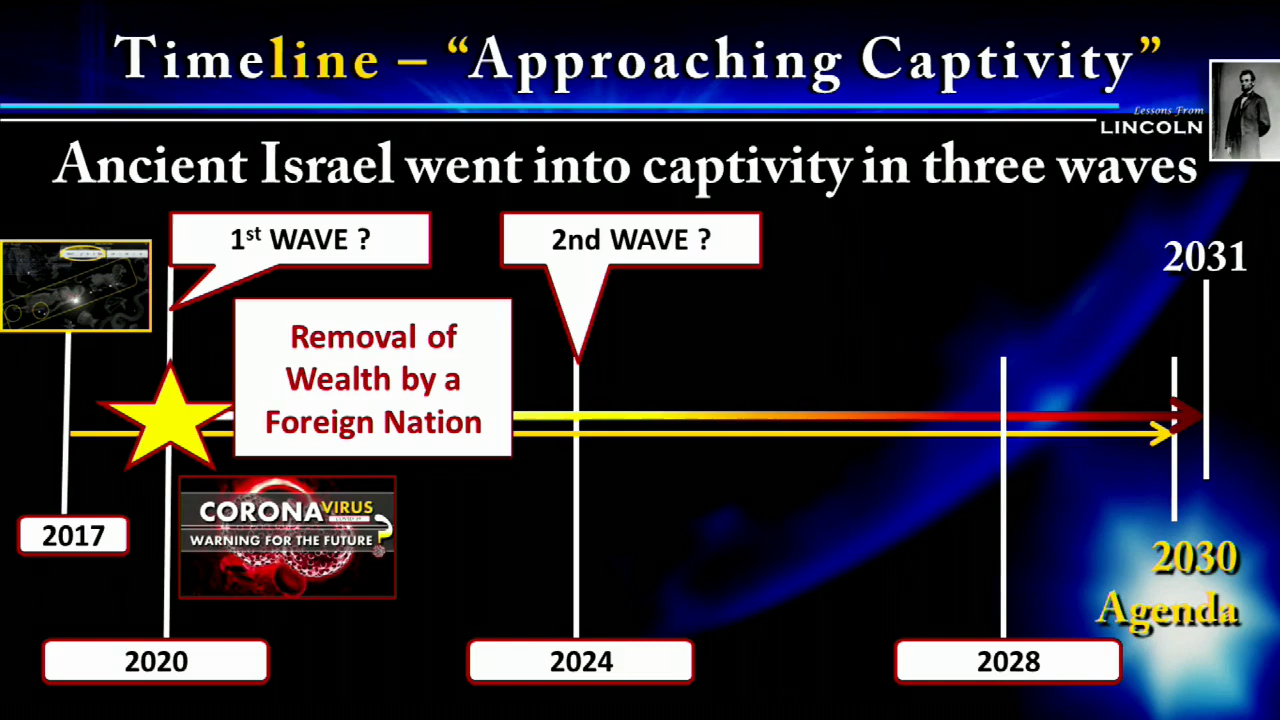 Timeline – “Approaching Captivity”
Lessons From
LINCOLN
Ancient Israel went into captivity in three waves
1st WAVE ?
2nd WAVE ?
2031
Removal of
Wealth by a
Foreign Nation
CORONAVIRUS
WARNING FOR THE FUTURE ?
2017
2030
Agenda
2020
2024
2028